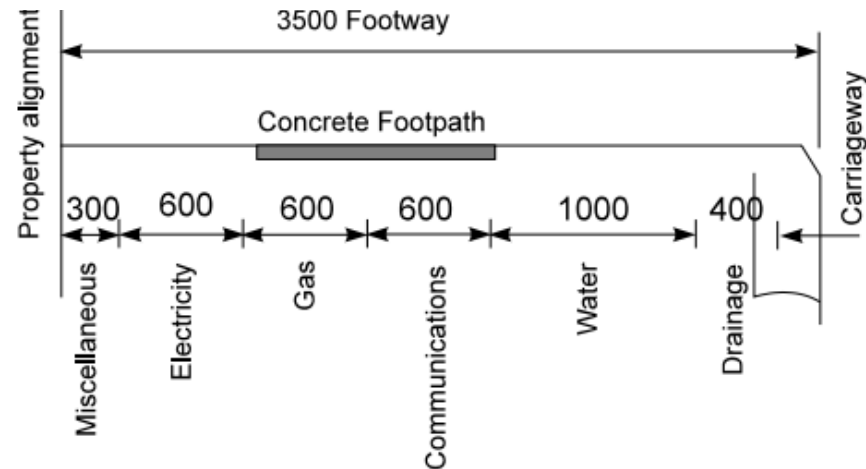 3500 Footway
Property alignment
Concrete Footpath
Carriageway
300
600
600
600
1000
400
Miscellaneous
Electricity
Gas
Communications
Water
Drainage